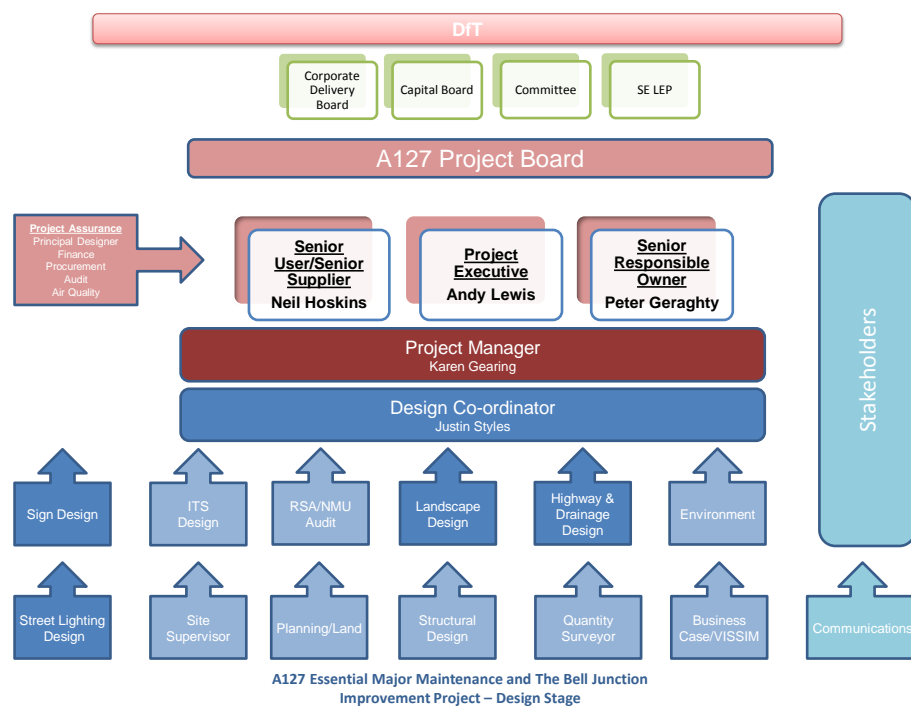 DfT
Corporate
Delivery
Board
Capital Board
Committee
SE LEP
A127 Project Board
Project Assurance
Principal Designer
Finance
Procurement
Audit
Air Quality
Senior
User/Senior
Supplier
Neil Hoskins
Project
Executive
Andy Lewis
Senior
Responsible
Owner
Peter Geraghty
Stakeholders
Project Manager
Karen Gearing
Design Co-ordinator
Justin Styles
Sign Design
ITS
Design
RSA/NMU
Audit
Landscape
Design
Highway &
Drainage
Design
Environment
Street Lighting
Design
Site
Supervisor
Planning/Land
Structural
Design
Quantity
Surveyor
Business
Case/VISSIM
Communications
A127 Essential Major Maintenance and The Bell Junction
Improvement Project – Design Stage